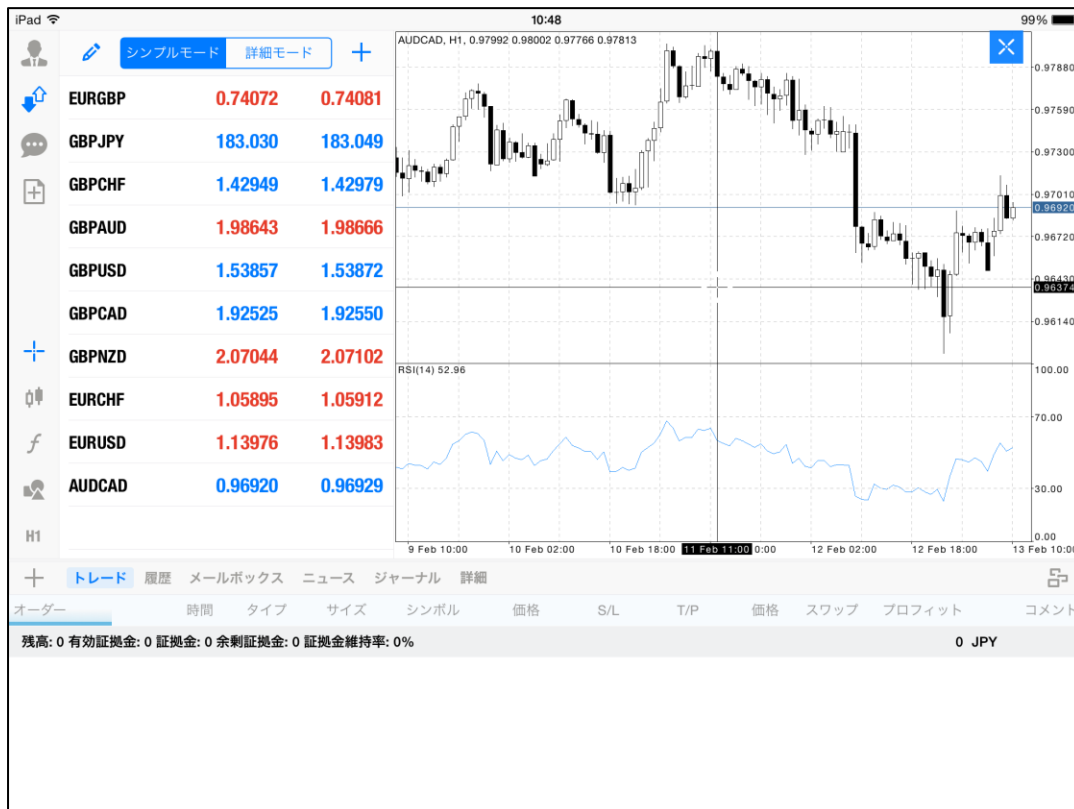 iPad 10:48 99%
シンプルモード 詳細モード
EURGBP 0.74072 0.74081
GBPJPY 183.030 183.049
GBPCHF 1.42949 1.42979
GBPAUD 1.98643 1.98666
GBPUSD 1.53857 1.53872
GBPCAD 1.92525 1.92550
GBPNZD 2.07044 2.07102
EURCHF 1.05895 1.05912
EURUSD 1.13976 1.13983
AUDCAD 0.96920 0.96929
H1
AUDCAD, H1, 0.97992 0.98002 0.97766 0.97813
0.97880
0.97590
0.97300
0.97010
0.96920
0.96720
0.96430
0.96374
0.96140
RSI(14) 52.96
100.00
70.00
30.00
0.00
9 Feb 10:00 10 Feb 02:00 10 Feb 18:00 11 Feb 11:00 0:00 12 Feb 02:00 12 Feb 18:00 13 Feb 10:00
トレード 履歴 メールボックス ニュース ジャーナル 詳細
オーダー 時間 タイプ サイズ シンボル 価格 S/L T/P 価格 スワップ プロフィット コメント
残高: 0 有効証拠金: 0 証拠金: 0 余剰証拠金: 0 証拠金維持率: 0% 0 JPY